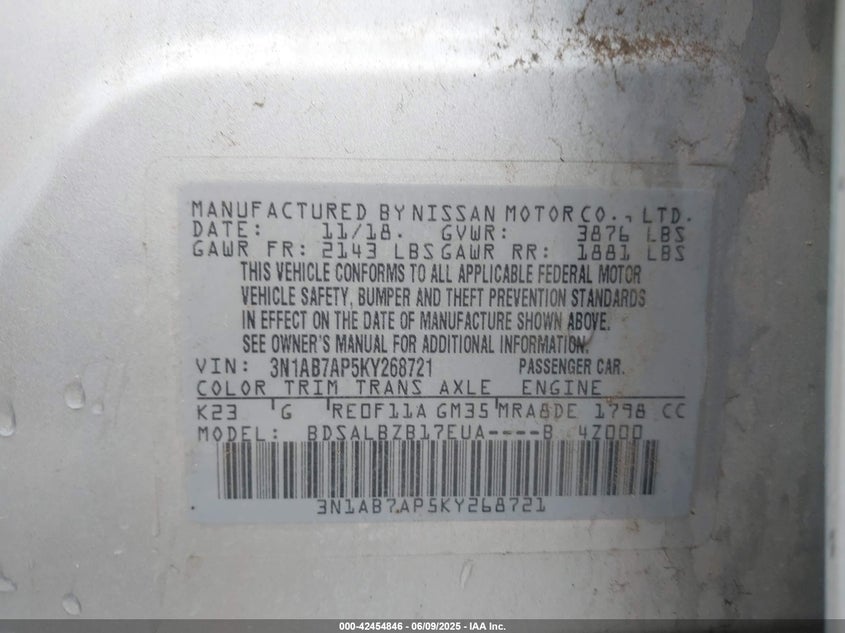 MANUFACTURED BY NISSAN MOTOR CO., LTD.
DATE: 11/18. GVWR: 3876 LBS
GAWR FR: 2143 LBS GAWR RR: 1881 LBS
THIS VEHICLE CONFORMS TO ALL APPLICABLE FEDERAL MOTOR
VEHICLE SAFETY, BUMPER AND THEFT PREVENTION STANDARDS
IN EFFECT ON THE DATE OF MANUFACTURE SHOWN ABOVE.
SEE OWNER'S MANUAL FOR ADDITIONAL INFORMATION.
VIN: 3N1AB7AP5KY268721 PASSENGER CAR.
COLOR TRIM TRANS AXLE ENGINE
K23 G RE0F11A GM35 MRA8DE 1798 CC
MODEL: BDSALBZB17EUA----B 4Z000
3N1AB7AP5KY268721
000-42454846 - 06/09/2025 - IAA Inc.